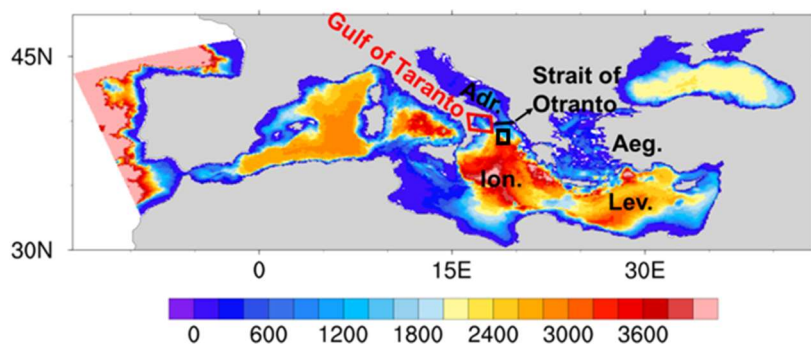 45N
30N
Gulf of Taranto
Adr.
Strait of
Otranto
Aeg.
Ion.
Lev.
0 15E 30E
0 600 1200 1800 2400 3000 3600